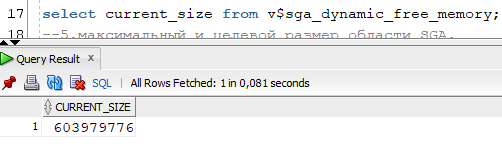 17 select current_size from v$sga_dynamic_free_memory;
18 --5.максимальный и целевой размер области SGA.
Query Result x
SQL | All Rows Fetched: 1 in 0,081 seconds
CURRENT_SIZE
1 603979776